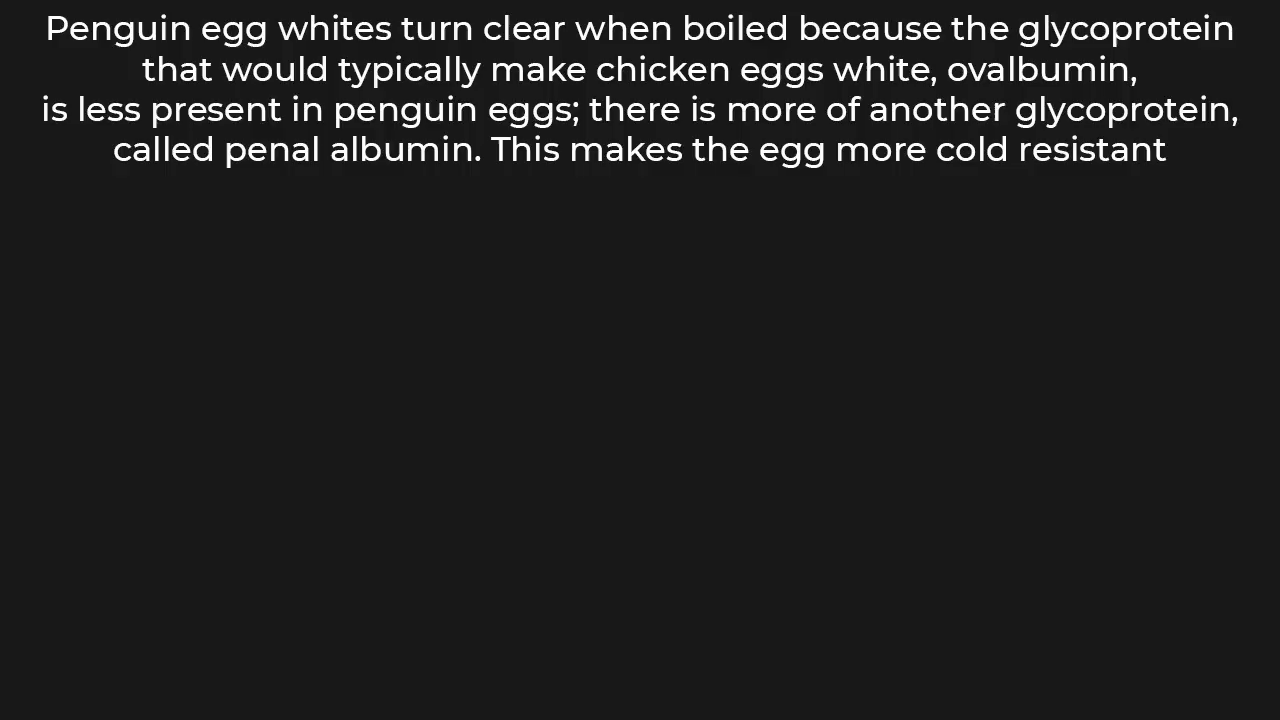 Penguin egg whites turn clear when boiled because the glycoprotein
that would typically make chicken eggs white, ovalbumin,
is less present in penguin eggs; there is more of another glycoprotein,
called penal albumin. This makes the egg more cold resistant